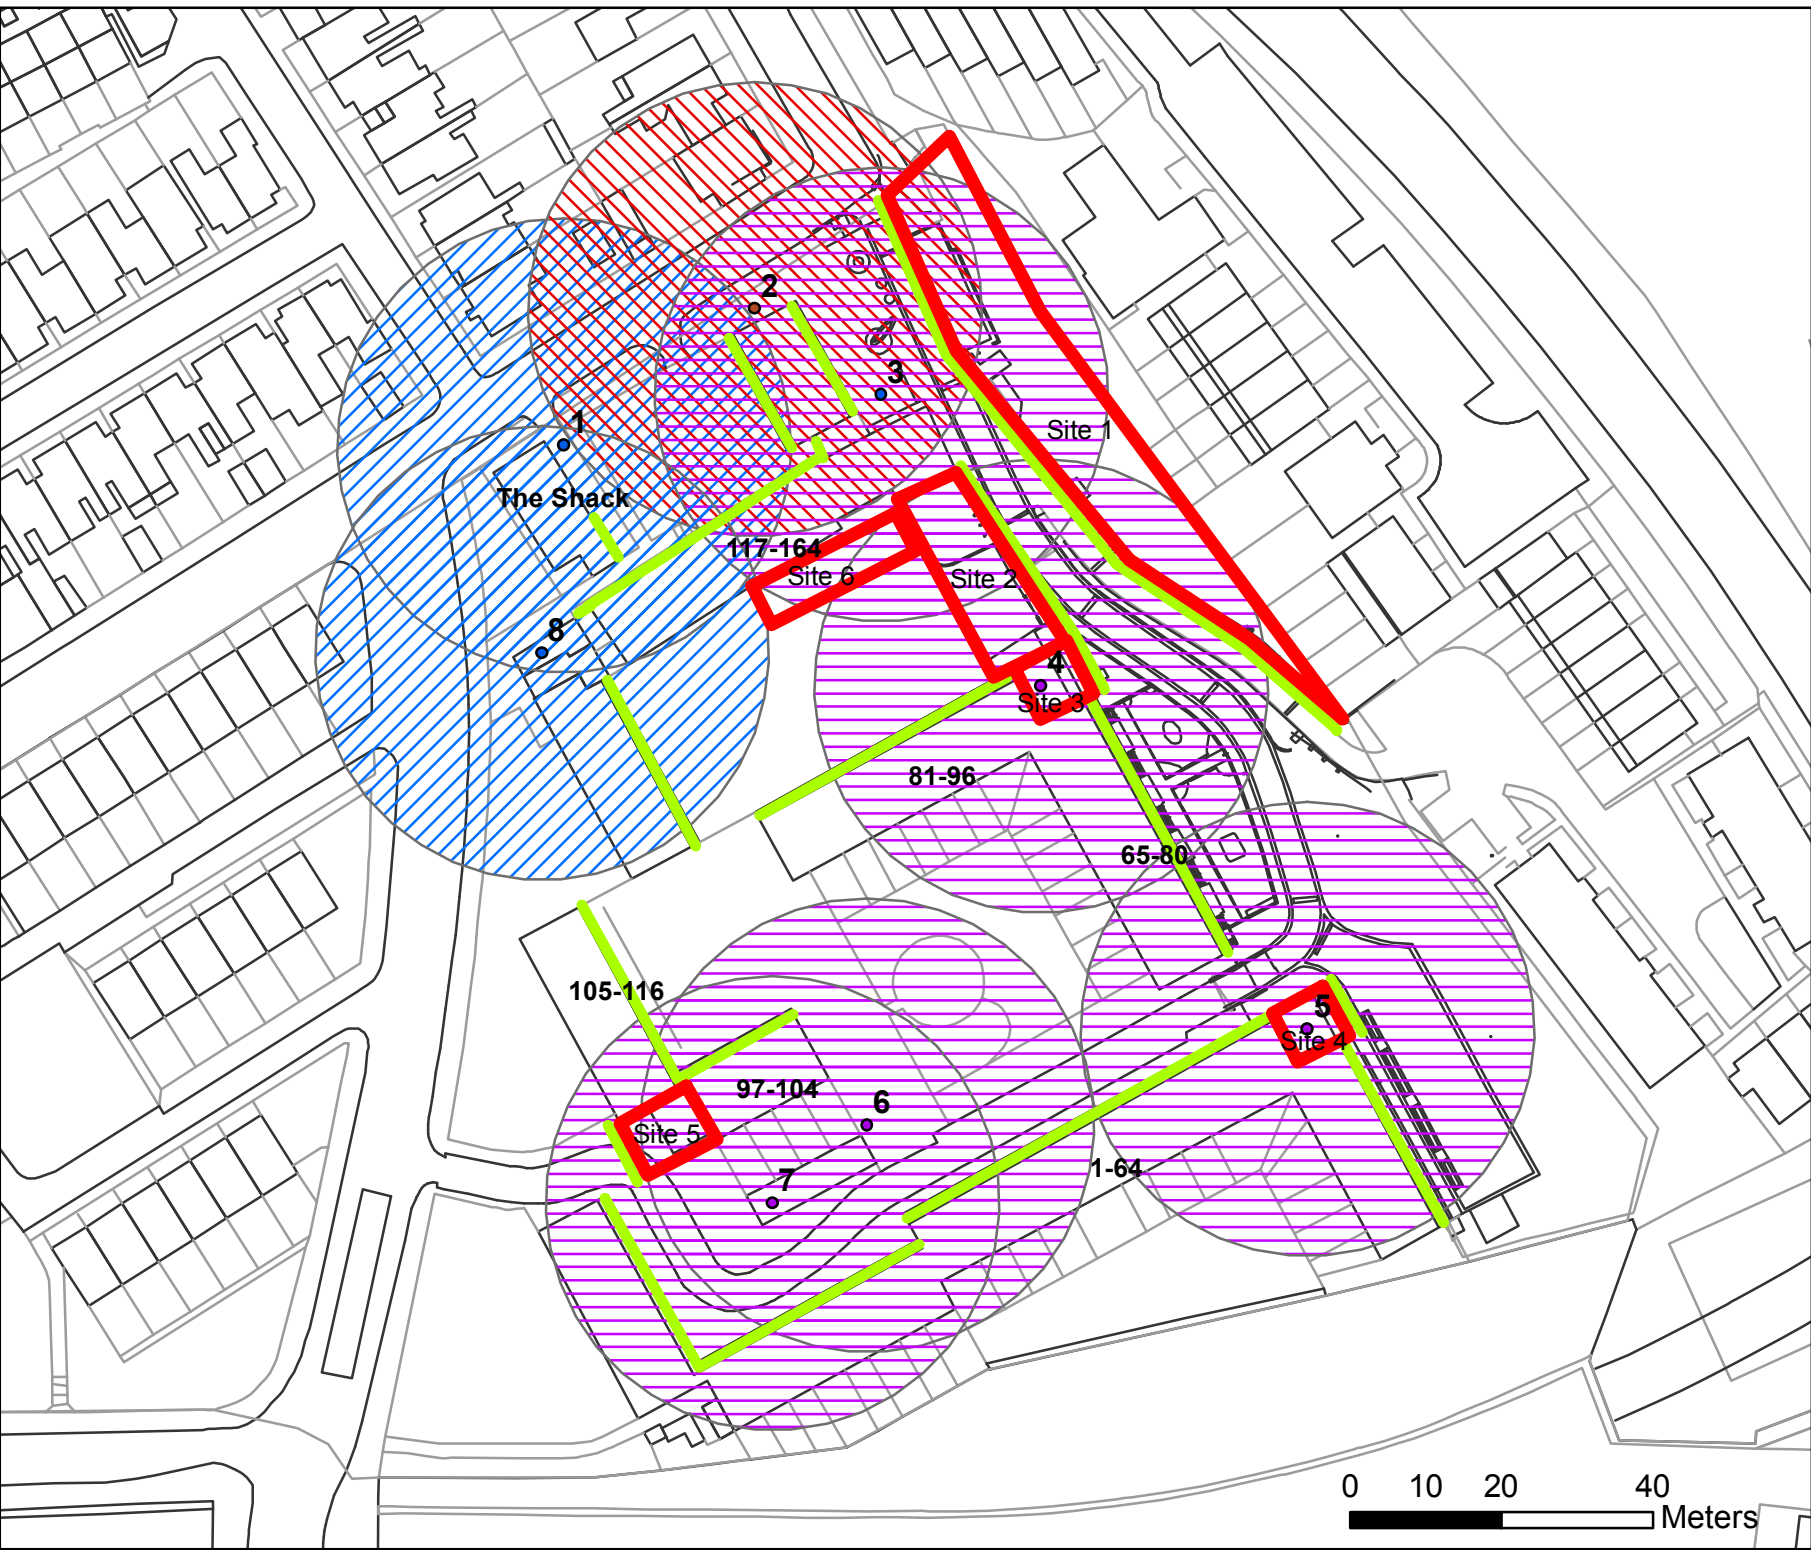 2
3
1
Site 1
The Shack
117-164
Site 6
Site 2
8
4
Site 3
81-96
65-80
105-116
5
Site 4
97-104
6
Site 5
1-64
7
0 10 20 40
Meters